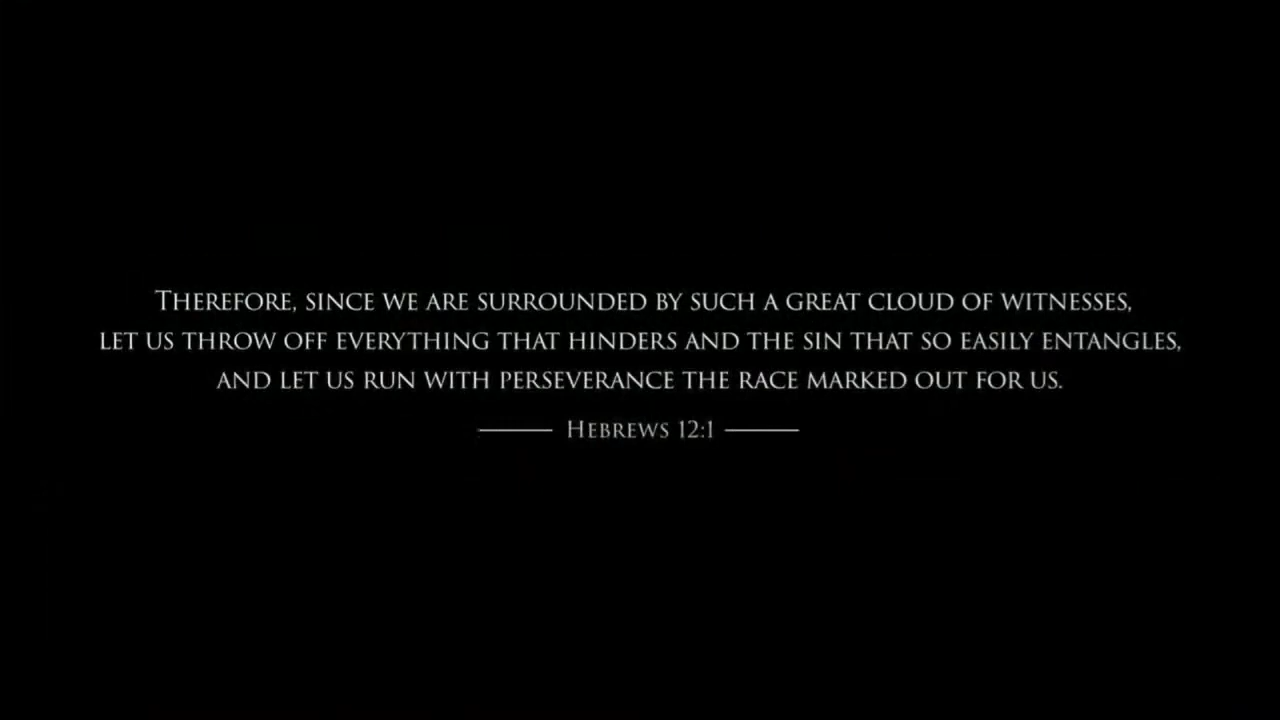 Therefore, since we are surrounded by such a great cloud of witnesses,
let us throw off everything that hinders and the sin that so easily entangles,
and let us run with perseverance the race marked out for us.
Hebrews 12:1